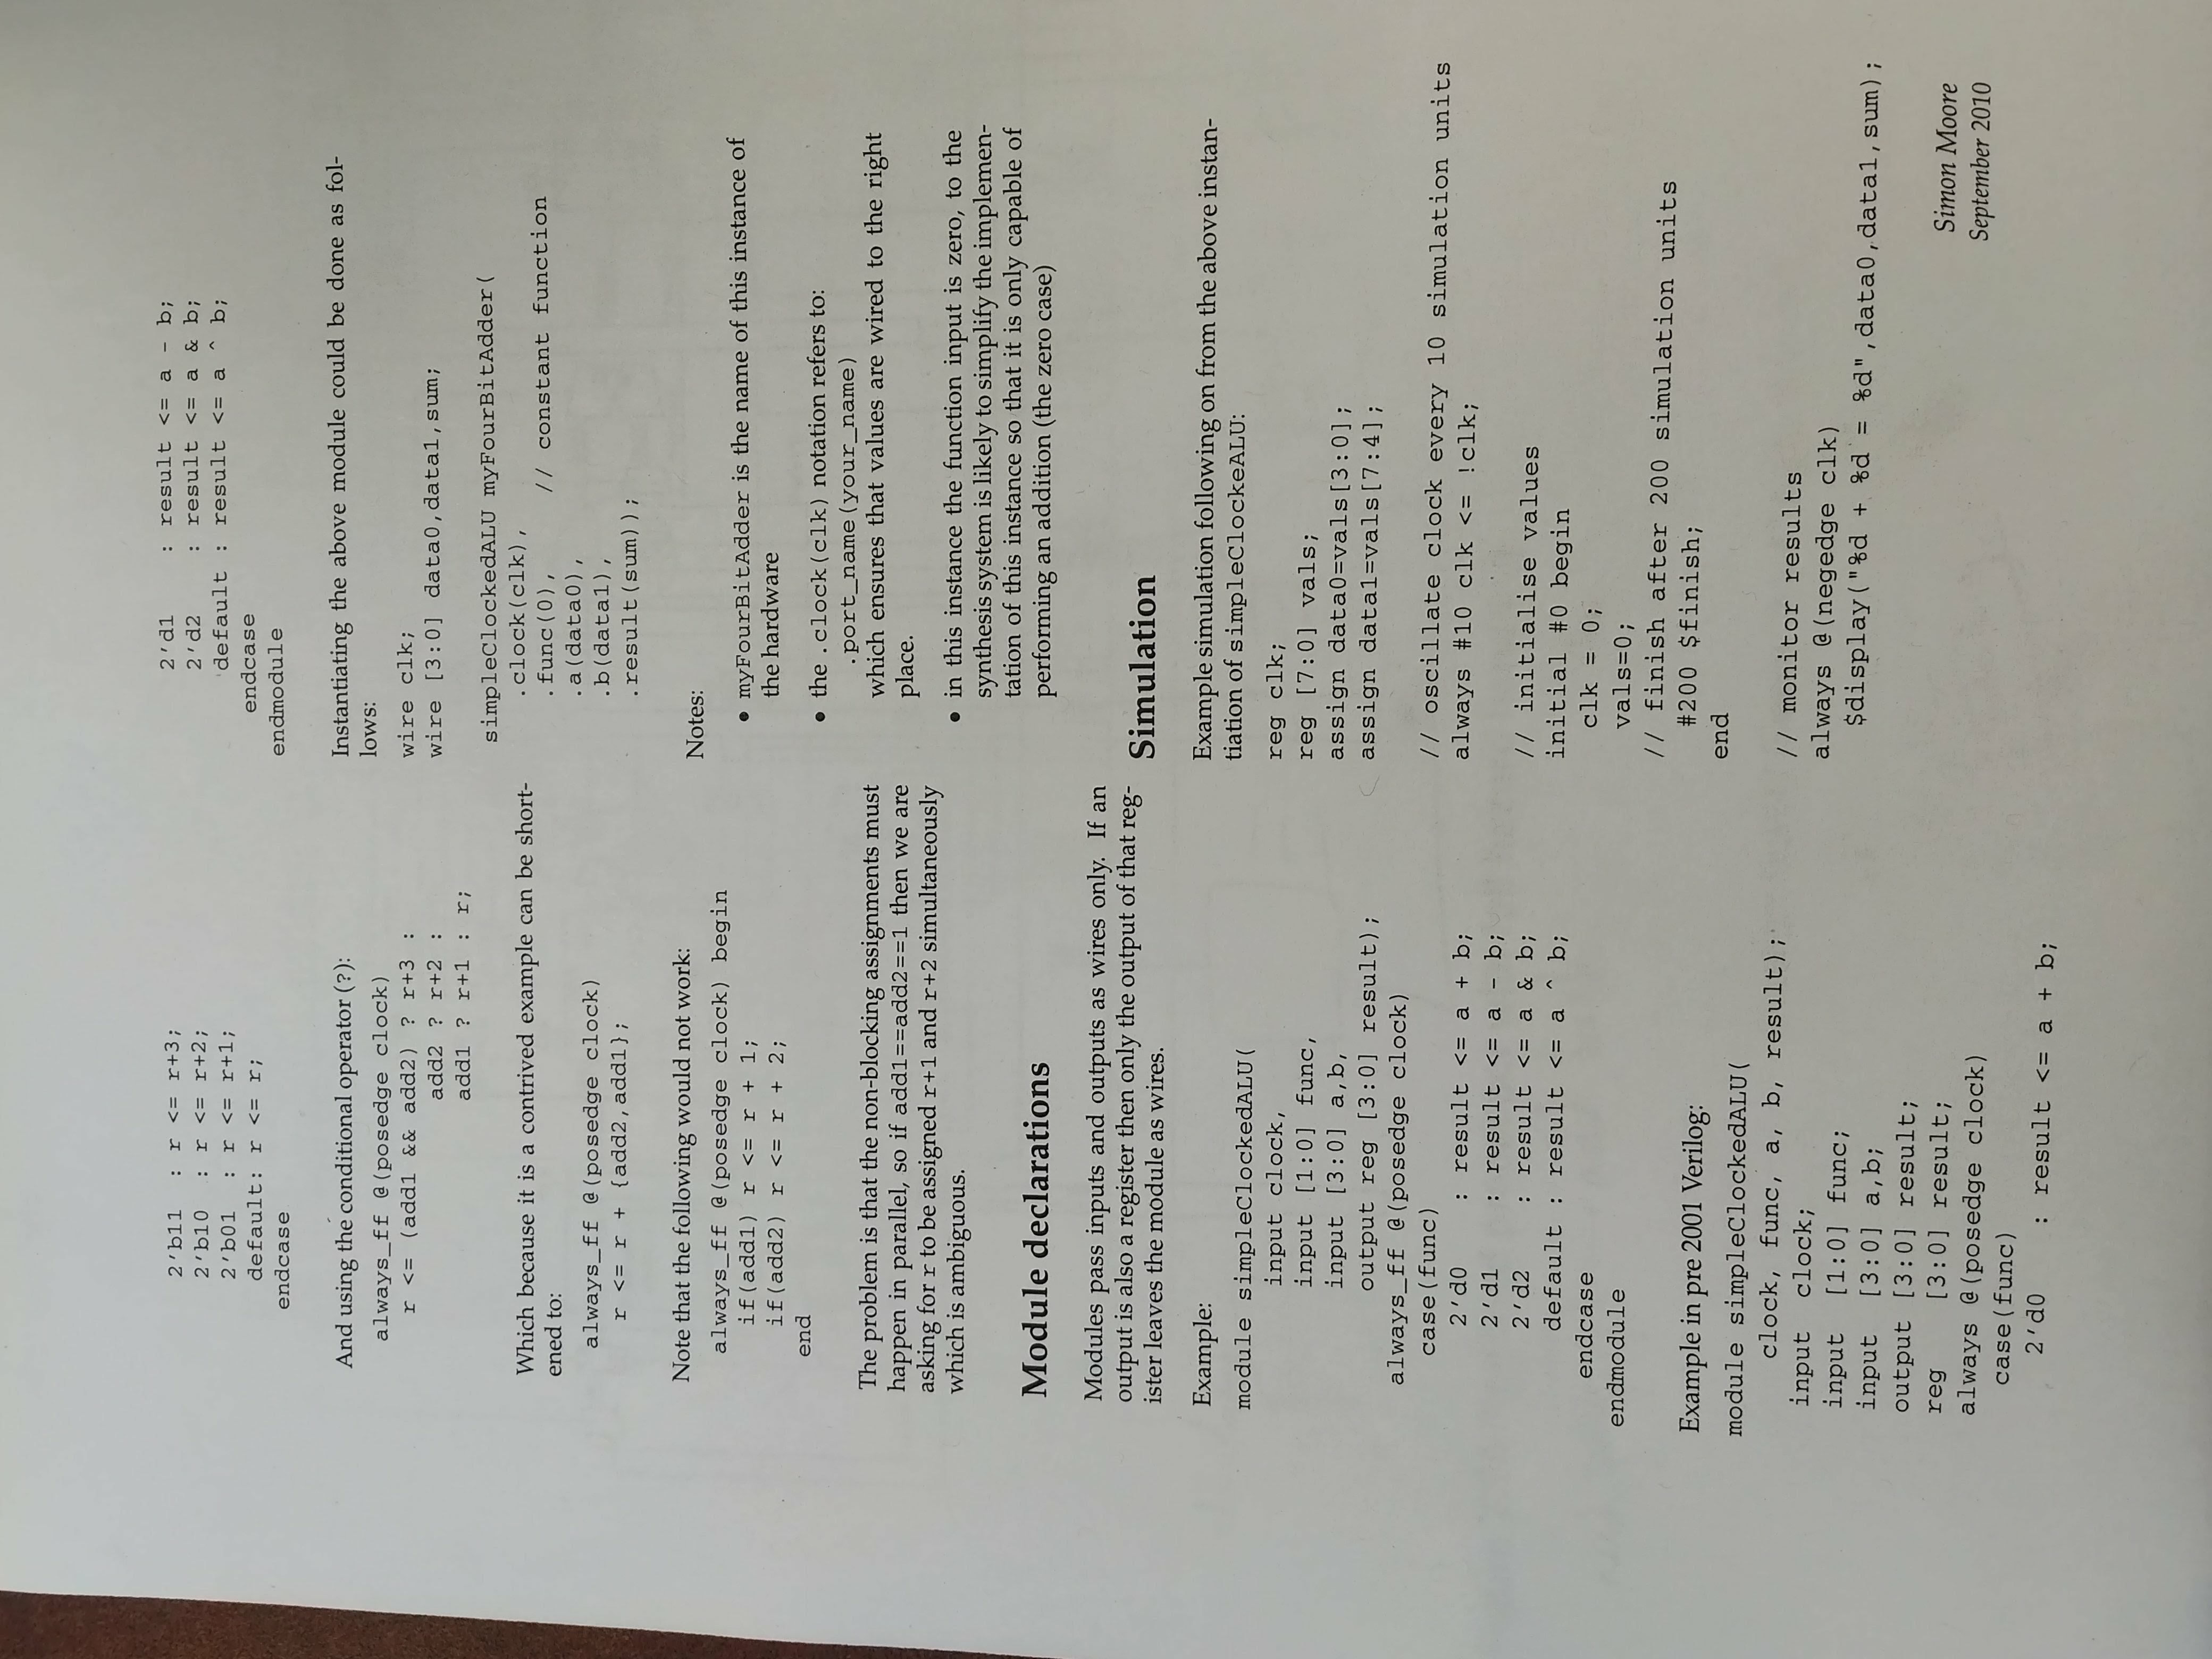 2'b11  : r <= r+3;
2'b10  : r <= r+2;
2'b01  : r <= r+1;
default: r <= r;
endcase
And using the conditional operator (?):
always_ff @(posedge clock)
r <= (add1 && add2) ? r+3 :
add2 ? r+2 :
add1 ? r+1 : r;
Which because it is a contrived example can be short-
ened to:
always_ff @(posedge clock)
r <= r + {add2,add1};
Note that the following would not work:
always_ff @(posedge clock) begin
if(add1) r <= r + 1;
if(add2) r <= r + 2;
end
The problem is that the non-blocking assignments must
happen in parallel, so if add1==add2==1 then we are
asking for r to be assigned r+1 and r+2 simultaneously
which is ambiguous.
Module declarations
Modules pass inputs and outputs as wires only. If an
output is also a register then only the output of that reg-
ister leaves the module as wires.
Example:
module simpleClockedALU(
input clock,
input [1:0] func,
input [3:0] a,b,
output reg [3:0] result);
always_ff @(posedge clock)
case(func)
2'd0    : result <= a + b;
2'd1    : result <= a - b;
2'd2    : result <= a & b;
default : result <= a ^ b;
endcase
endmodule
Example in pre 2001 Verilog:
module simpleClockedALU(
clock, func, a, b, result);
input  clock;
input  [1:0] func;
input  [3:0] a,b;
output [3:0] result;
reg    [3:0] result;
always @(posedge clock)
case(func)
2'd0    : result <= a + b;
2'd1    : result <= a - b;
2'd2    : result <= a & b;
default : result <= a ^ b;
endcase
endmodule
Instantiating the above module could be done as fol-
lows:
wire clk;
wire [3:0] data0,data1,sum;
simpleClockedALU myFourBitAdder(
.clock(clk),
.func(0),     // constant function
.a(data0),
.b(data1),
.result(sum));
Notes:
• myFourBitAdder is the name of this instance of
the hardware
• the .clock(clk) notation refers to:
.port_name(your_name)
which ensures that values are wired to the right
place.
• in this instance the function input is zero, to the
synthesis system is likely to simplify the implemen-
tation of this instance so that it is only capable of
performing an addition (the zero case)
Simulation
Example simulation following on from the above instan-
tiation of simpleClockeALU:
reg clk;
reg [7:0] vals;
assign data0=vals[3:0];
assign data1=vals[7:4];
// oscillate clock every 10 simulation units
always #10 clk <= !clk;
// initialise values
initial #0 begin
clk = 0;
vals=0;
// finish after 200 simulation units
#200 $finish;
end
// monitor results
always @(negedge clk)
$display("%d + %d = %d",data0,data1,sum);
Simon Moore
September 2010